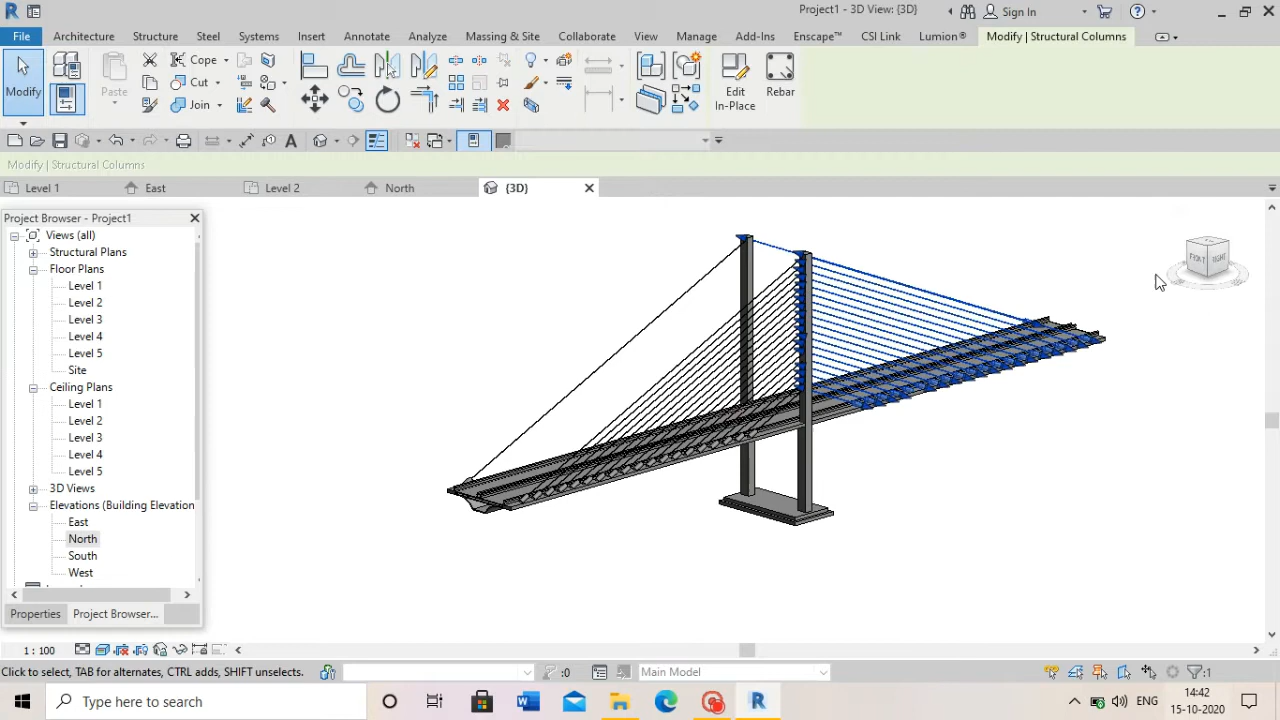 Project1 - 3D View: {3D}
Sign In
File
Architecture
Structure
Steel
Systems
Insert
Annotate
Analyze
Massing & Site
Collaborate
View
Manage
Add-Ins
Enscape™
CSI Link
Lumion®
Modify | Structural Columns
Modify
Paste
Cope
Cut
Join
Edit
In-Place
Rebar
Modify | Structural Columns
Level 1
East
Level 2
North
{3D}
Project Browser - Project1
Views (all)
Structural Plans
Floor Plans
Level 1
Level 2
Level 3
Level 4
Level 5
Site
Ceiling Plans
Level 1
Level 2
Level 3
Level 4
Level 5
3D Views
Elevations (Building Elevation
East
North
South
West
Properties
Project Browser...
FRONT
RIGHT
1 : 100
Click to select, TAB for alternates, CTRL adds, SHIFT unselects.
:0
Main Model
:1
Type here to search
ENG
14:42
15-10-2020